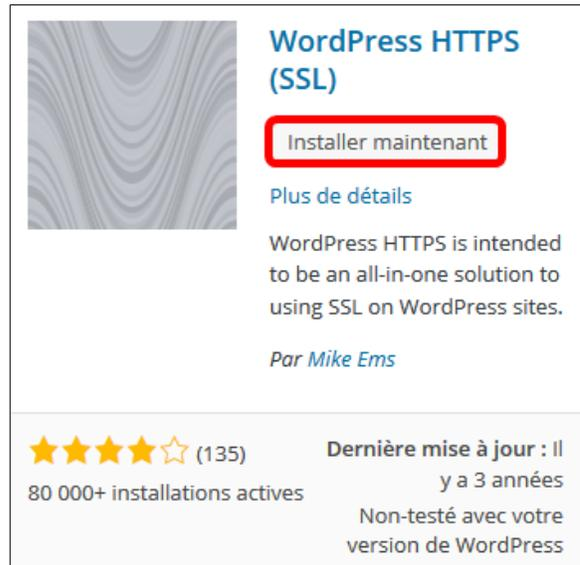 WordPress HTTPS
(SSL)
Installer maintenant
Plus de détails
WordPress HTTPS is intended
to be an all-in-one solution to
using SSL on WordPress sites.
Par Mike Ems
(135)
80 000+ installations actives
Dernière mise à jour : Il
y a 3 années
Non-testé avec votre
version de WordPress